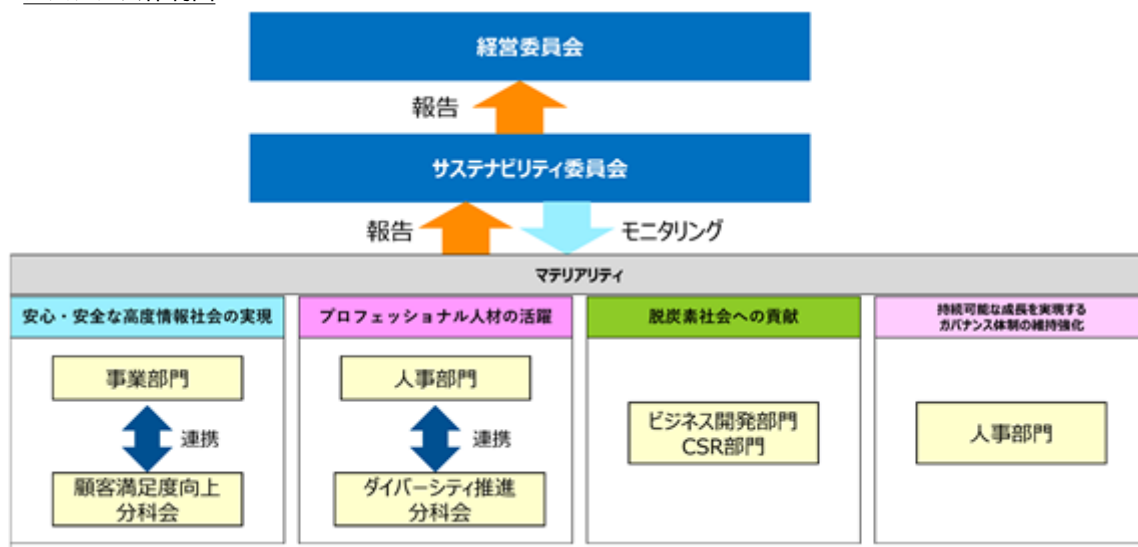 経営委員会
報告
サステナビリティ委員会
報告
モニタリング
マテリアリティ
安心・安全な高度情報社会の実現
事業部門
連携
顧客満足度向上
分科会
プロフェッショナル人材の活躍
人事部門
連携
ダイバーシティ推進
分科会
脱炭素社会への貢献
ビジネス開発部門
CSR部門
持続可能な成長を実現する
ガバナンス体制の維持強化
人事部門